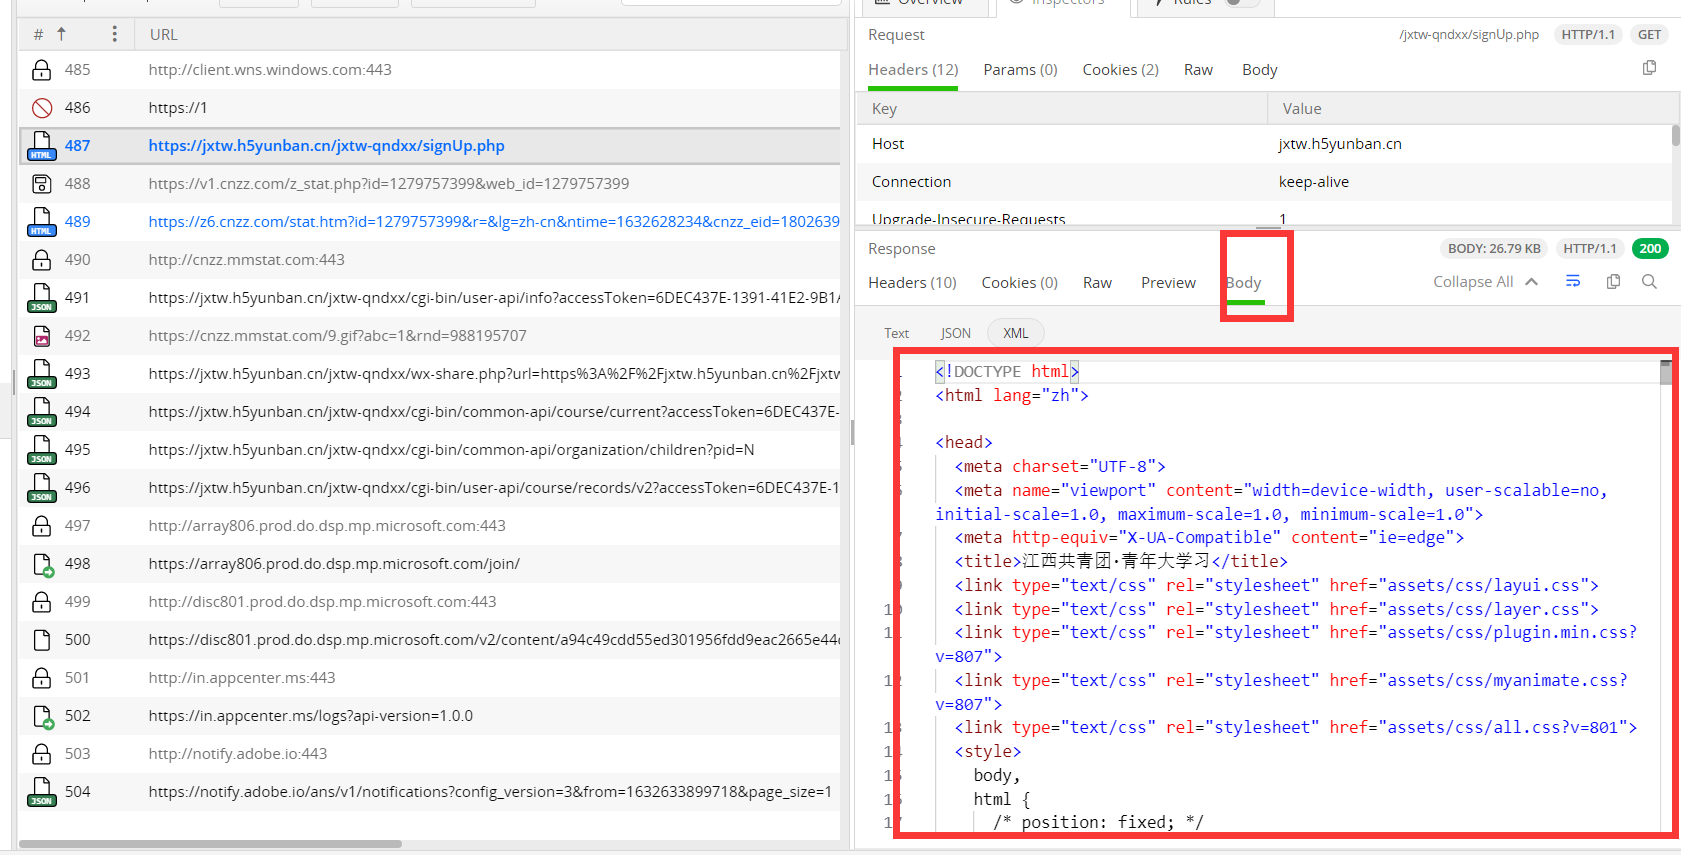 # ↑ URL
485 http://client.wns.windows.com:443
486 https://1
HTML 487 https://jxtw.h5yunban.cn/jxtw-qndxx/signUp.php
488 https://v1.cnzz.com/z_stat.php?id=1279757399&web_id=1279757399
HTML 489 https://z6.cnzz.com/stat.htm?id=1279757399&r=&lg=zh-cn&ntime=1632628234&cnzz_eid=1802639
490 http://cnzz.mmstat.com:443
JSON 491 https://jxtw.h5yunban.cn/jxtw-qndxx/cgi-bin/user-api/info?accessToken=6DEC437E-1391-41E2-9B1A
492 https://cnzz.mmstat.com/9.gif?abc=1&rnd=988195707
JSON 493 https://jxtw.h5yunban.cn/jxtw-qndxx/wx-share.php?url=https%3A%2F%2Fjxtw.h5yunban.cn%2Fjxtw
JSON 494 https://jxtw.h5yunban.cn/jxtw-qndxx/cgi-bin/common-api/course/current?accessToken=6DEC437E-
JSON 495 https://jxtw.h5yunban.cn/jxtw-qndxx/cgi-bin/common-api/organization/children?pid=N
JSON 496 https://jxtw.h5yunban.cn/jxtw-qndxx/cgi-bin/user-api/course/records/v2?accessToken=6DEC437E-1
497 http://array806.prod.do.dsp.mp.microsoft.com:443
498 https://array806.prod.do.dsp.mp.microsoft.com/join/
499 http://disc801.prod.do.dsp.mp.microsoft.com:443
500 https://disc801.prod.do.dsp.mp.microsoft.com/v2/content/a94c49cdd55ed301956fdd9eac2665e44
501 http://in.appcenter.ms:443
502 https://in.appcenter.ms/logs?api-version=1.0.0
503 http://notify.adobe.io:443
JSON 504 https://notify.adobe.io/ans/v1/notifications?config_version=3&from=1632633899718&page_size=1
Overview Inspectors Rules
Request /jxtw-qndxx/signUp.php HTTP/1.1 GET
Headers (12) Params (0) Cookies (2) Raw Body
Key Value
Host jxtw.h5yunban.cn
Connection keep-alive
Upgrade-Insecure-Requests 1
Response BODY: 26.79 KB HTTP/1.1 200
Headers (10) Cookies (0) Raw Preview Body Collapse All
Text JSON XML
<!DOCTYPE html>
<html lang="zh">
<head>
<meta charset="UTF-8">
<meta name="viewport" content="width=device-width, user-scalable=no,
initial-scale=1.0, maximum-scale=1.0, minimum-scale=1.0">
<meta http-equiv="X-UA-Compatible" content="ie=edge">
<title>江西共青团·青年大学习</title>
<link type="text/css" rel="stylesheet" href="assets/css/layui.css">
<link type="text/css" rel="stylesheet" href="assets/css/layer.css">
<link type="text/css" rel="stylesheet" href="assets/css/plugin.min.css?
v=807">
<link type="text/css" rel="stylesheet" href="assets/css/myanimate.css?
v=807">
<link type="text/css" rel="stylesheet" href="assets/css/all.css?v=801">
<style>
body,
html {
/* position: fixed; */